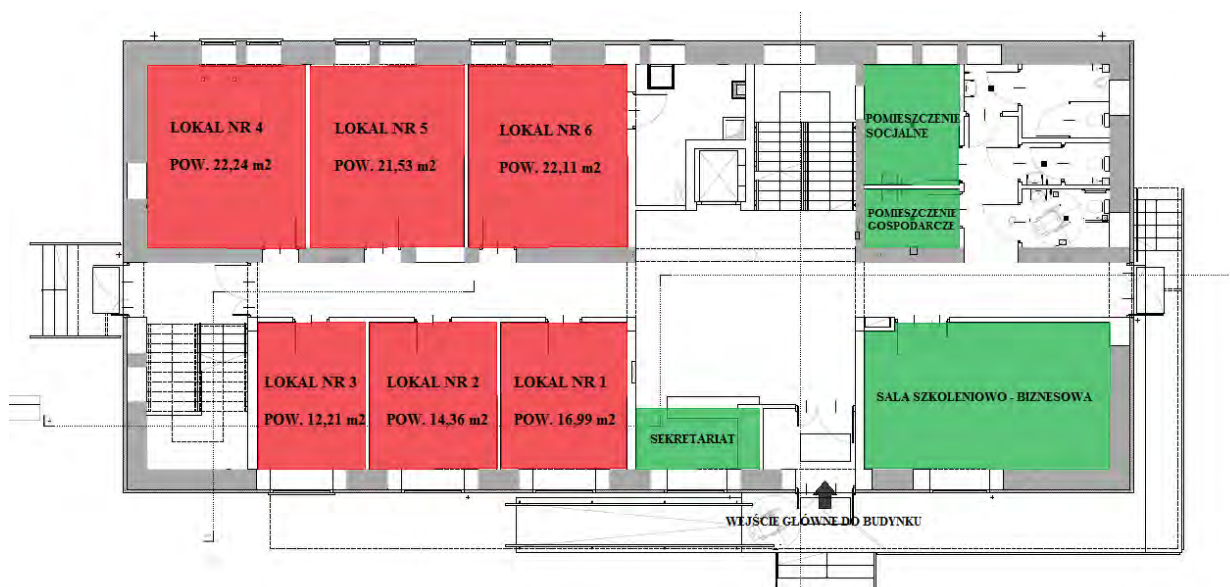 LOKAL NR 4
POW. 22,24 m2
LOKAL NR 5
POW. 21,53 m2
LOKAL NR 6
POW. 22,11 m2
POMIESZCZENIE
SOCJALNE
POMIESZCZENIE
GOSPODARCZE
LOKAL NR 3
POW. 12,21 m2
LOKAL NR 2
POW. 14,36 m2
LOKAL NR 1
POW. 16,99 m2
SEKRETARIAT
SALA SZKOLENIOWO - BIZNESOWA
WEJŚCIE GŁÓWNE DO BUDYNKU